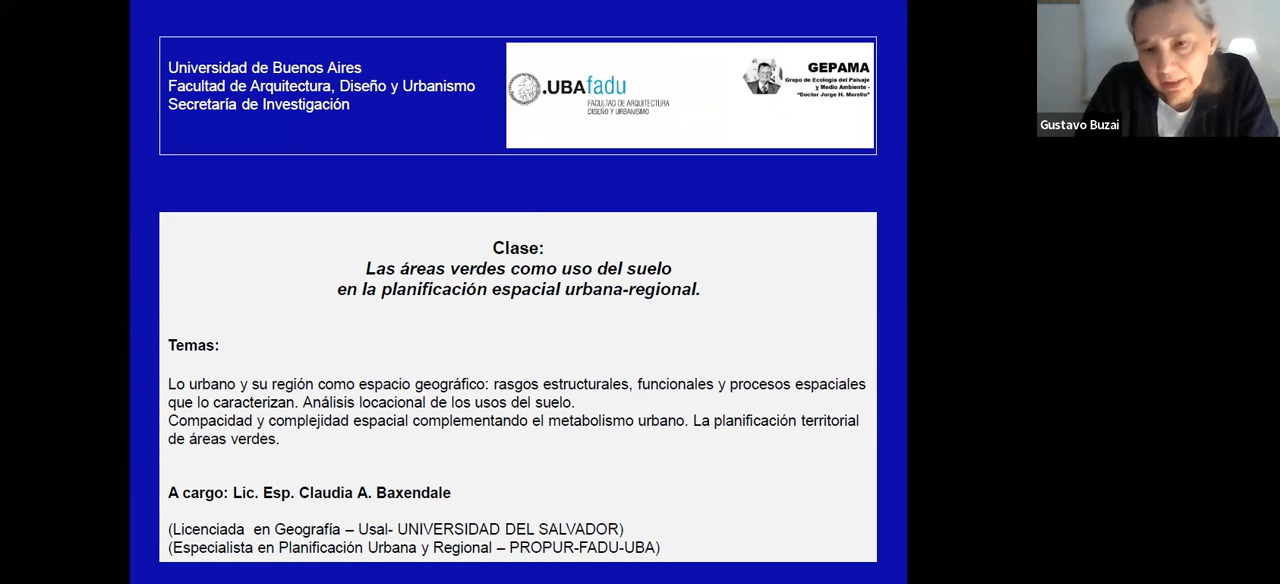 Universidad de Buenos Aires
Facultad de Arquitectura, Diseño y Urbanismo
Secretaría de Investigación
.UBAfadu
FACULTAD DE ARQUITECTURA
DISEÑO Y URBANISMO
GEPAMA
Grupo de Ecología del Paisaje
y Medio Ambiente -
"Doctor Jorge H. Morello"
Gustavo Buzai
Clase:
Las áreas verdes como uso del suelo
en la planificación espacial urbana-regional.
Temas:
Lo urbano y su región como espacio geográfico: rasgos estructurales, funcionales y procesos espaciales
que lo caracterizan. Análisis locacional de los usos del suelo.
Compacidad y complejidad espacial complementando el metabolismo urbano. La planificación territorial
de áreas verdes.
A cargo: Lic. Esp. Claudia A. Baxendale
(Licenciada en Geografía – Usal- UNIVERSIDAD DEL SALVADOR)
(Especialista en Planificación Urbana y Regional – PROPUR-FADU-UBA)